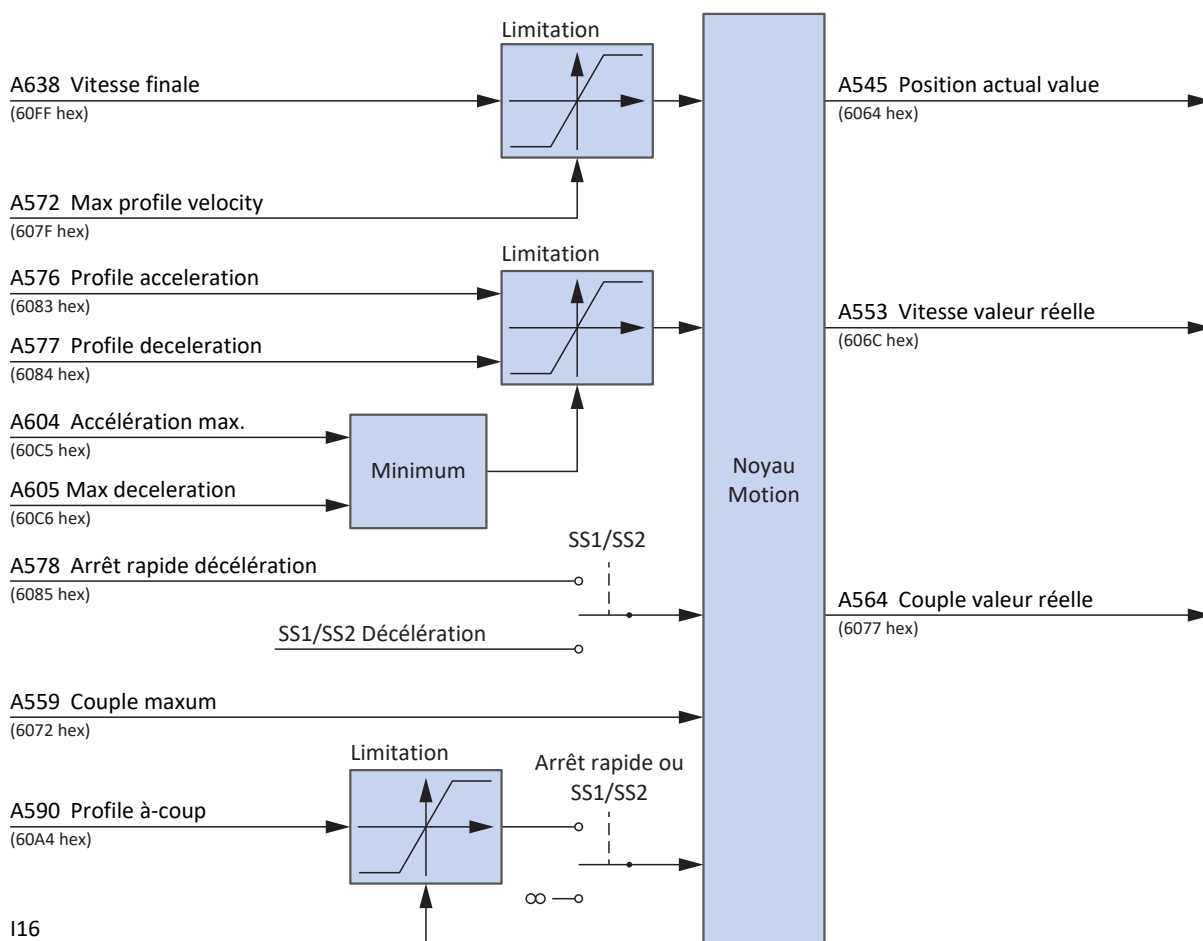 Limitation
A638 Vitesse finale
(60FF hex)
A545 Position actual value
(6064 hex)
A572 Max profile velocity
(607F hex)
Limitation
A576 Profile acceleration
(6083 hex)
A553 Vitesse valeur réelle
(606C hex)
A577 Profile deceleration
(6084 hex)
A604 Accélération max.
(60C5 hex)
Minimum
Noyau
Motion
A605 Max deceleration
(60C6 hex)
SS1/SS2
A578 Arrêt rapide décélération
(6085 hex)
A564 Couple valeur réelle
(6077 hex)
SS1/SS2 Décélération
A559 Couple maxum
(6072 hex)
Limitation
Arrêt rapide ou
SS1/SS2
A590 Profile à-coup
(60A4 hex)
∞
I16